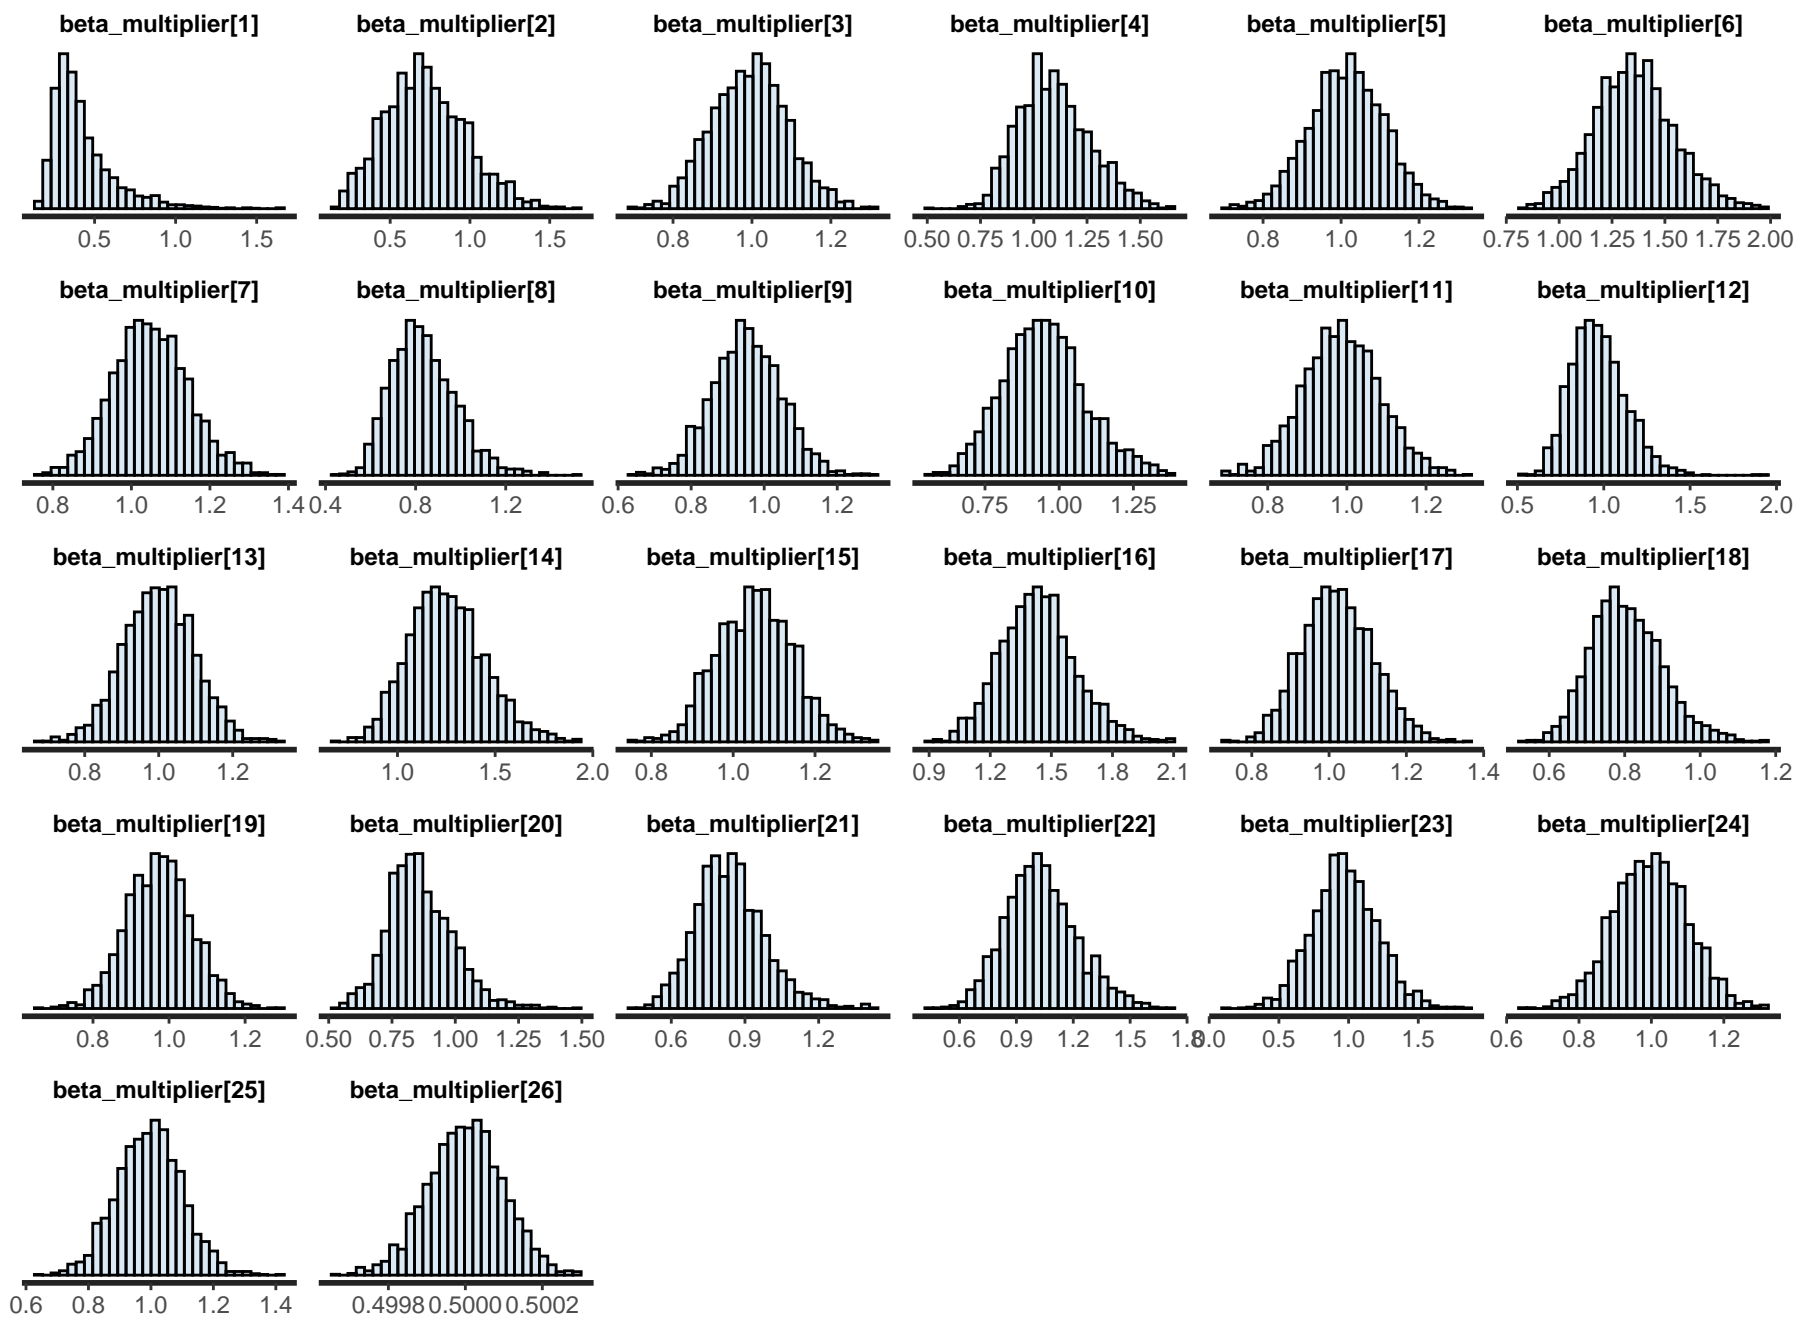 beta_multiplier[1] beta_multiplier[2] beta_multiplier[3] beta_multiplier[4] beta_multiplier[5] beta_multiplier[6]
0.5 1.0 1.5 0.5 1.0 1.5 0.8 1.0 1.2 0.50 0.75 1.00 1.25 1.50 0.8 1.0 1.2 0.75 1.00 1.25 1.50 1.75 2.00
beta_multiplier[7] beta_multiplier[8] beta_multiplier[9] beta_multiplier[10] beta_multiplier[11] beta_multiplier[12]
0.8 1.0 1.2 1.4 0.4 0.8 1.2 0.6 0.8 1.0 1.2 0.75 1.00 1.25 0.8 1.0 1.2 0.5 1.0 1.5 2.0
beta_multiplier[13] beta_multiplier[14] beta_multiplier[15] beta_multiplier[16] beta_multiplier[17] beta_multiplier[18]
0.8 1.0 1.2 1.0 1.5 2.0 0.8 1.0 1.2 0.9 1.2 1.5 1.8 2.1 0.8 1.0 1.2 1.4 0.6 0.8 1.0 1.2
beta_multiplier[19] beta_multiplier[20] beta_multiplier[21] beta_multiplier[22] beta_multiplier[23] beta_multiplier[24]
0.8 1.0 1.2 0.50 0.75 1.00 1.25 1.50 0.6 0.9 1.2 0.6 0.9 1.2 1.5 1.8 0.0 0.5 1.0 1.5 0.6 0.8 1.0 1.2
beta_multiplier[25] beta_multiplier[26]
0.6 0.8 1.0 1.2 1.4 0.4998 0.5000 0.5002